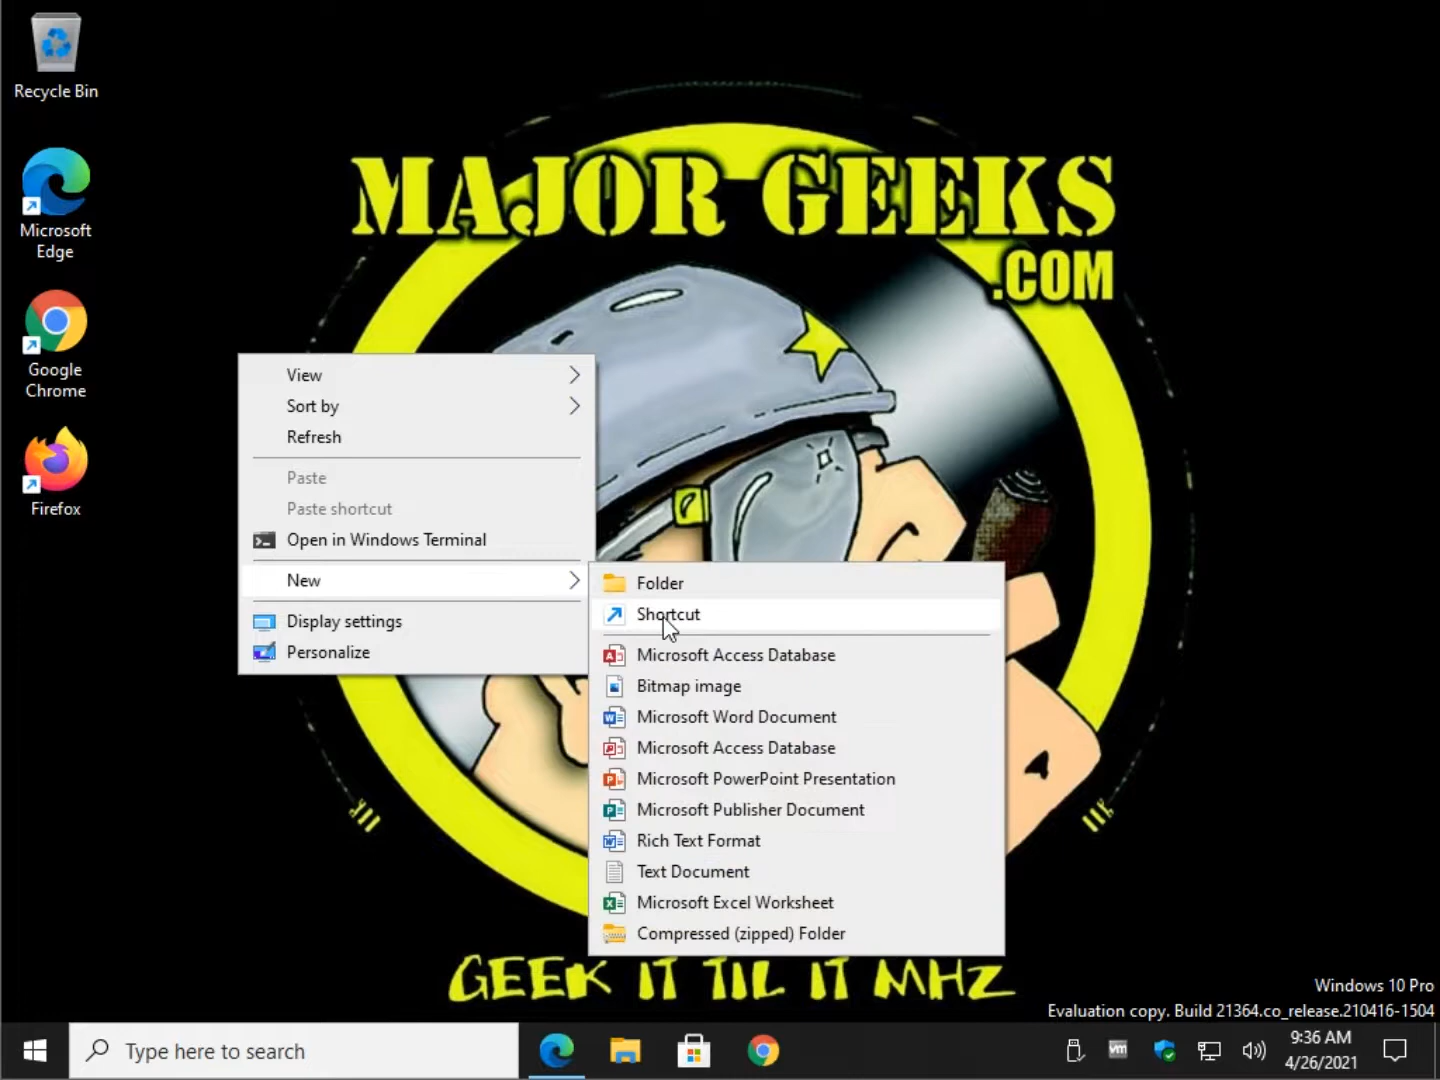 Recycle Bin
Microsoft
Edge
Google
Chrome
Firefox
MAJOR GEEKS
.COM
View
Sort by
Refresh
Paste
Paste shortcut
Open in Windows Terminal
New
Display settings
Personalize
Folder
Shortcut
Microsoft Access Database
Bitmap image
Microsoft Word Document
Microsoft Access Database
Microsoft PowerPoint Presentation
Microsoft Publisher Document
Rich Text Format
Text Document
Microsoft Excel Worksheet
Compressed (zipped) Folder
GEEK IT TIL IT MHZ
Windows 10 Pro
Evaluation copy. Build 21364.co_release.210416-1504
Type here to search
vm
9:36 AM
4/26/2021